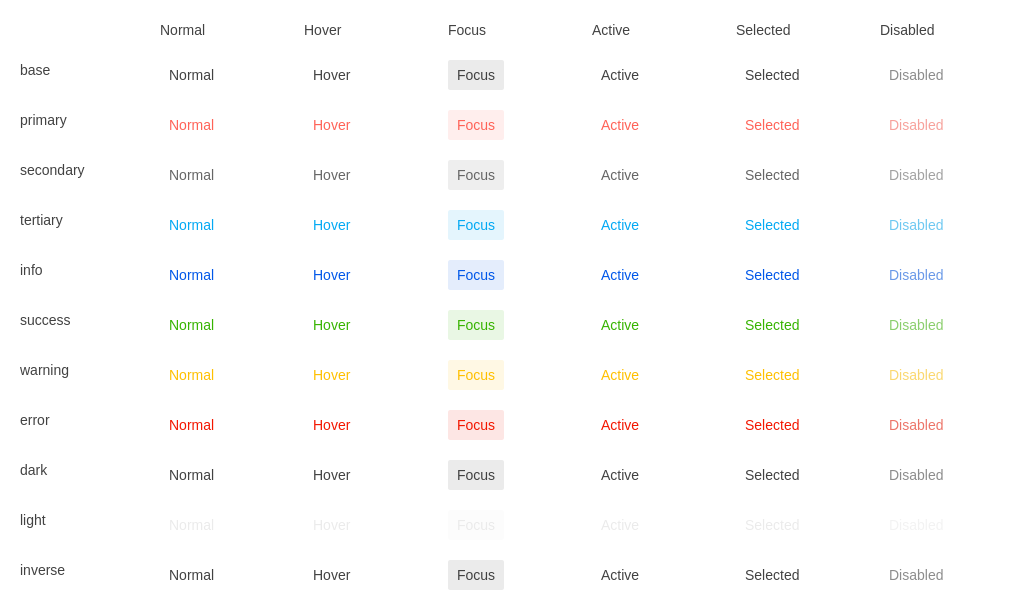 Normal Hover Focus Active Selected Disabled
base Normal Hover Focus Active Selected Disabled
primary Normal Hover Focus Active Selected Disabled
secondary Normal Hover Focus Active Selected Disabled
tertiary Normal Hover Focus Active Selected Disabled
info Normal Hover Focus Active Selected Disabled
success Normal Hover Focus Active Selected Disabled
warning Normal Hover Focus Active Selected Disabled
error Normal Hover Focus Active Selected Disabled
dark Normal Hover Focus Active Selected Disabled
light Normal Hover Focus Active Selected Disabled
inverse Normal Hover Focus Active Selected Disabled